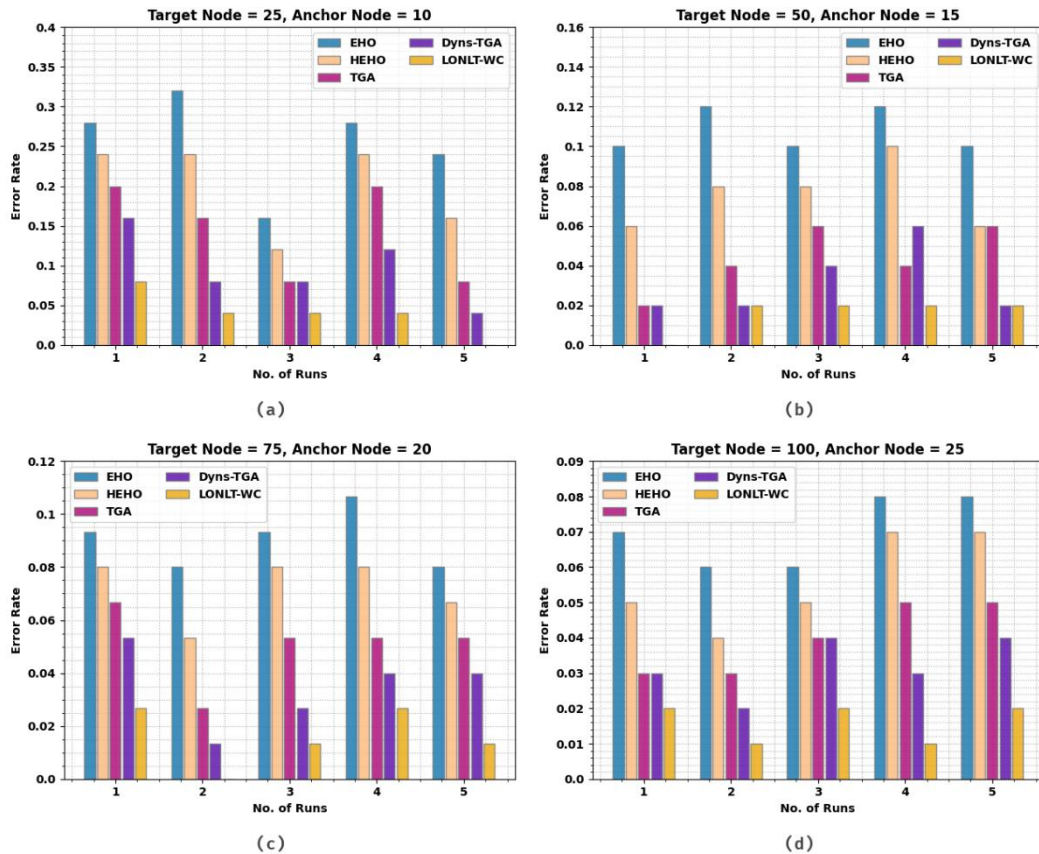 Target Node = 25, Anchor Node = 10
0.4
0.35
0.3
0.25
0.2
0.15
0.1
0.05
0.0
Error Rate
EHO
HEHO
TGA
Dyns-TGA
LONLT-WC
1 2 3 4 5
No. of Runs
(a)
Target Node = 50, Anchor Node = 15
0.16
0.14
0.12
0.1
0.08
0.06
0.04
0.02
0.0
Error Rate
EHO
HEHO
TGA
Dyns-TGA
LONLT-WC
1 2 3 4 5
No. of Runs
(b)
Target Node = 75, Anchor Node = 20
0.12
0.1
0.08
0.06
0.04
0.02
0.0
Error Rate
EHO
HEHO
TGA
Dyns-TGA
LONLT-WC
1 2 3 4 5
No. of Runs
(c)
Target Node = 100, Anchor Node = 25
0.09
0.08
0.07
0.06
0.05
0.04
0.03
0.02
0.01
0.0
Error Rate
EHO
HEHO
TGA
Dyns-TGA
LONLT-WC
1 2 3 4 5
No. of Runs
(d)